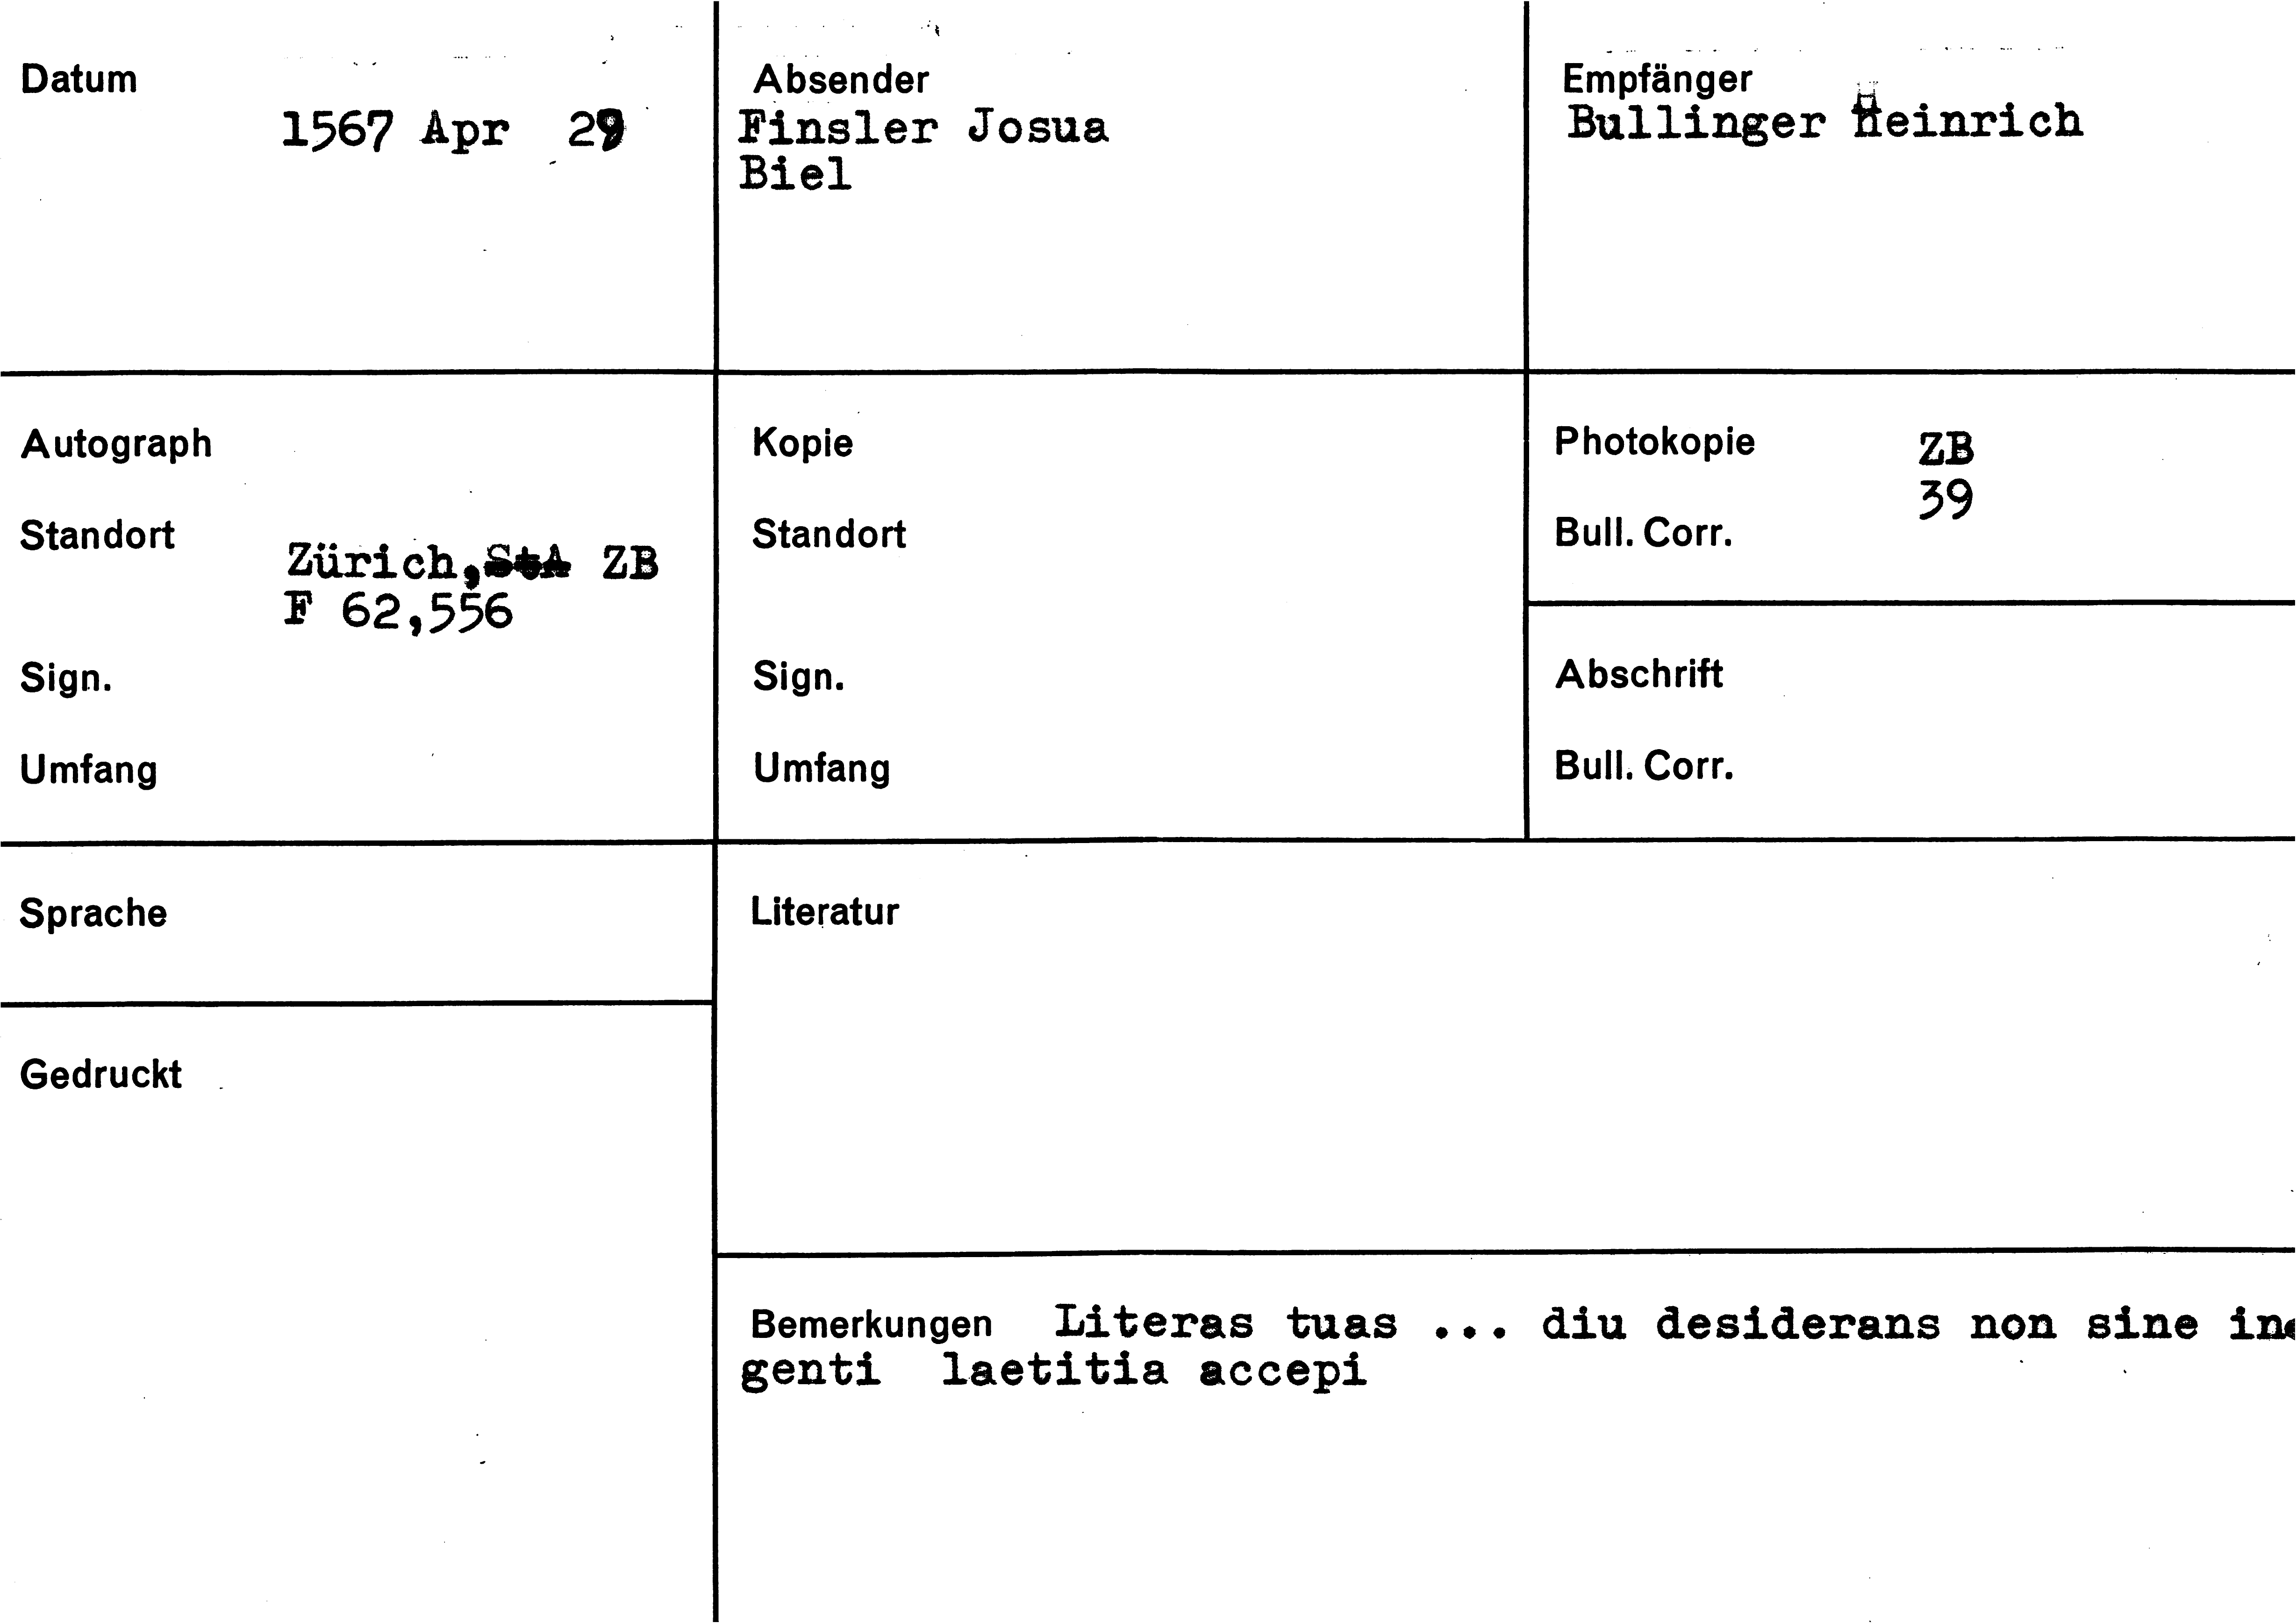 Datum
1567 Apr 29
Absender
Finsler Josua
Biel
Empfänger
Bullinger Heinrich
Autograph
Standort
Zürich, StA ZB
F 62,556
Sign.
Umfang
Kopie
Standort
Sign.
Umfang
Photokopie ZB
39
Bull. Corr.
Abschrift
Bull. Corr.
Sprache
Literatur
Gedruckt
Bemerkungen Literas tuas ... diu desiderans non sine in
genti laetitia accepi